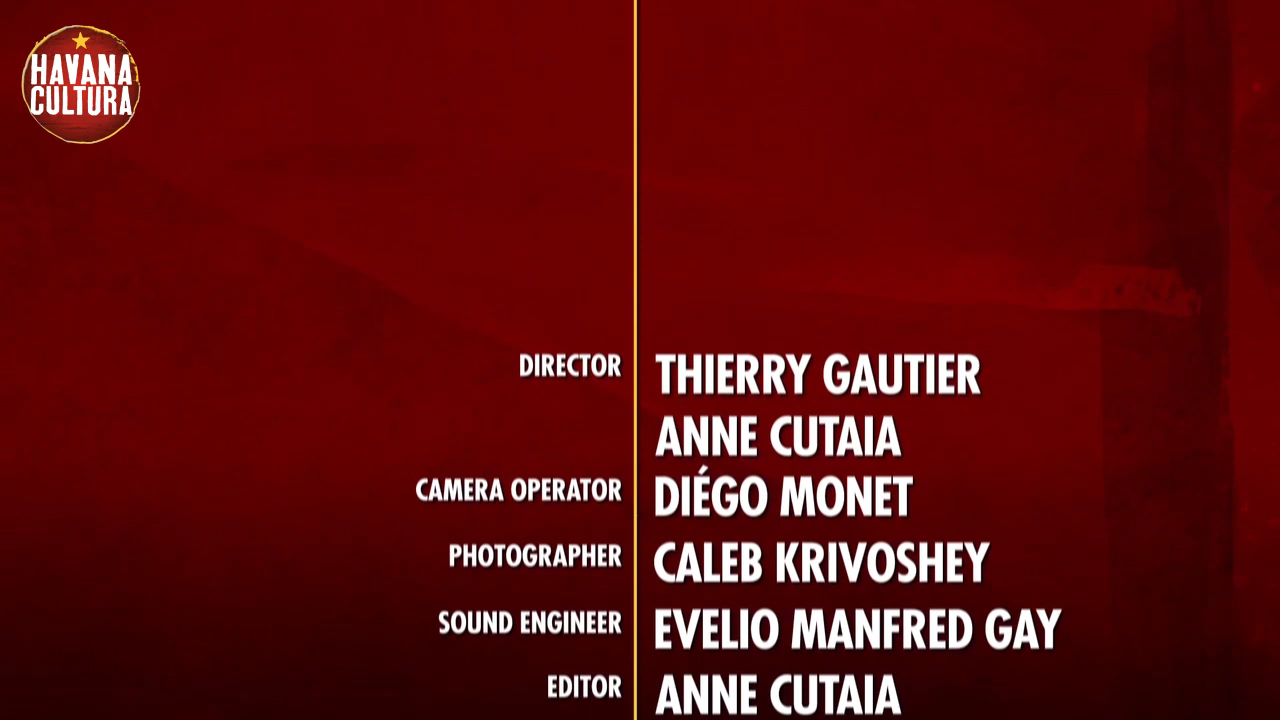 HAVANA
CULTURA
DIRECTOR THIERRY GAUTIER
ANNE CUTAIA
CAMERA OPERATOR DIÉGO MONET
PHOTOGRAPHER CALEB KRIVOSHEY
SOUND ENGINEER EVELIO MANFRED GAY
EDITOR ANNE CUTAIA